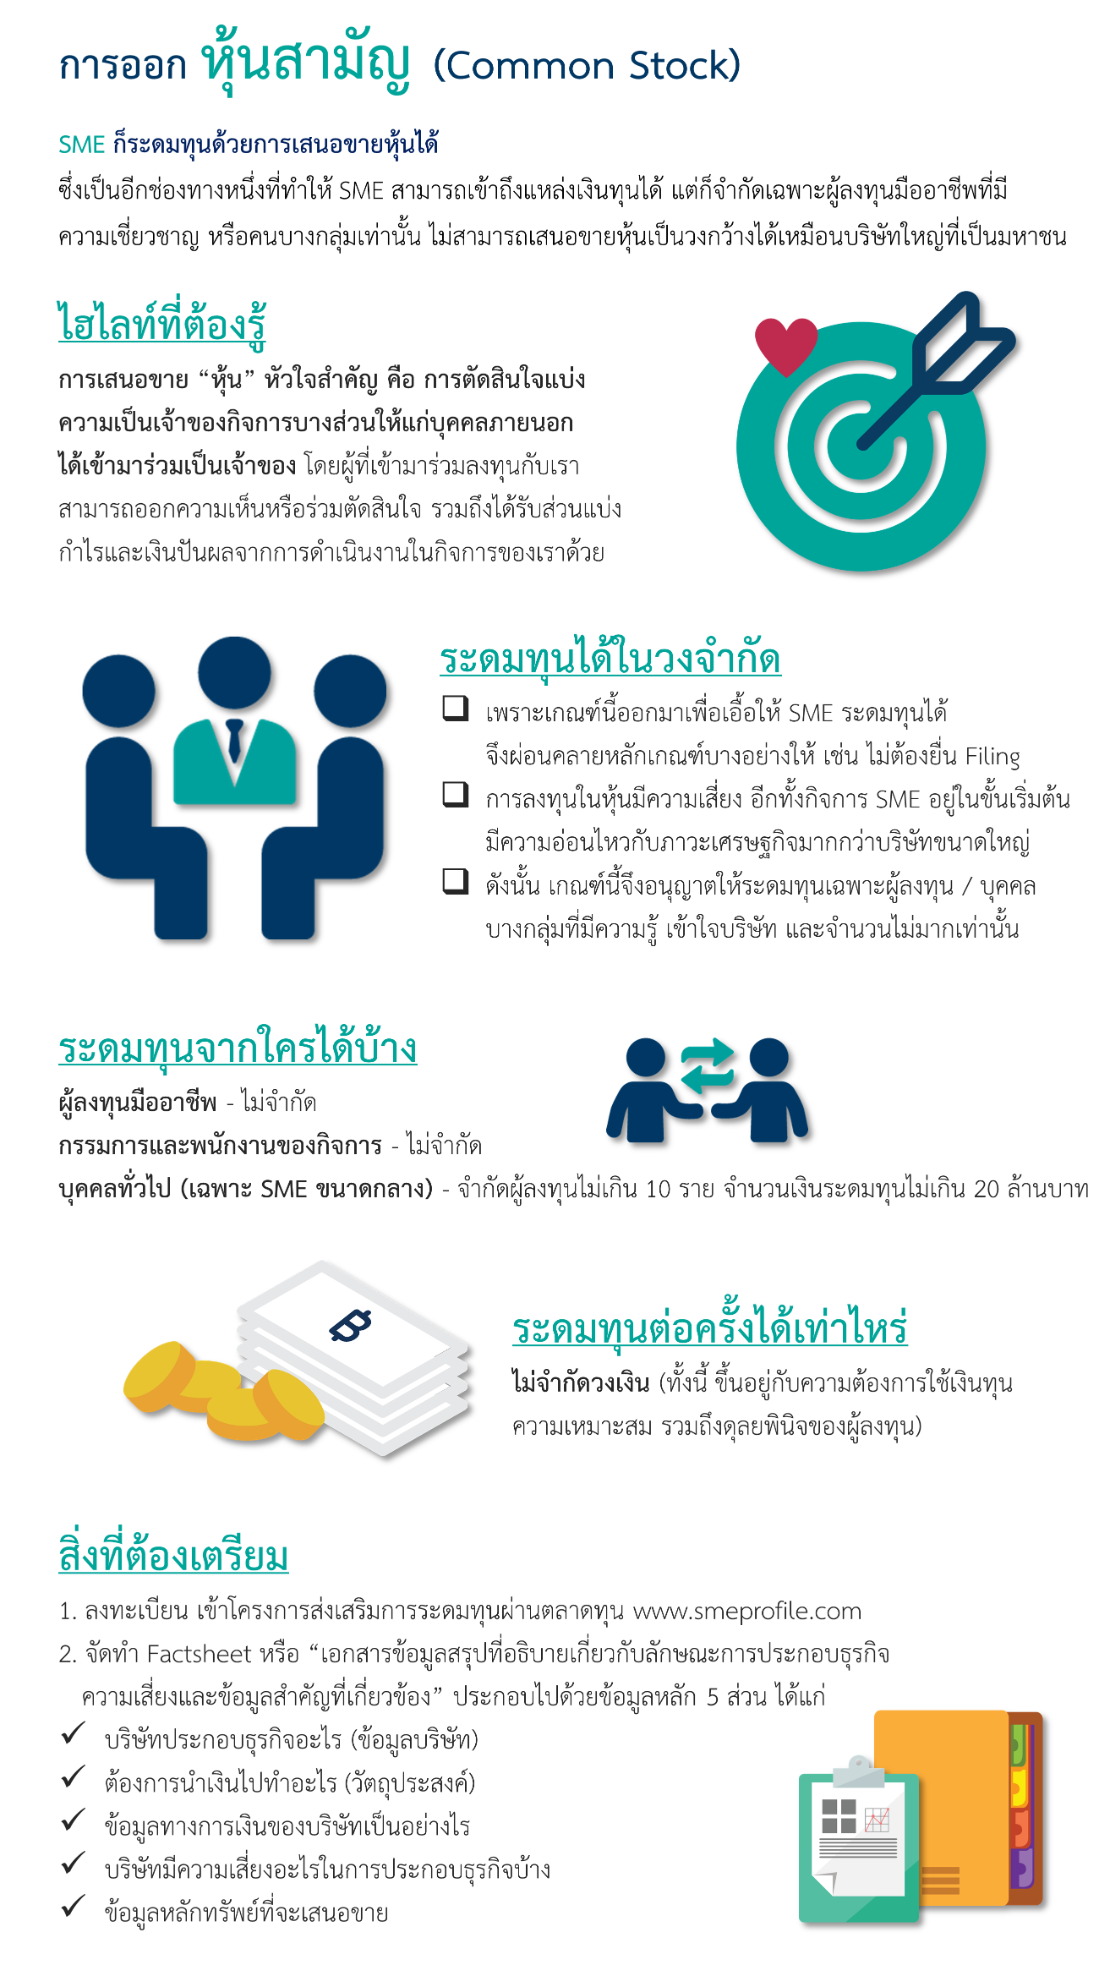 การออก หุ้นสามัญ (Common Stock)
SME ก็ระดมทุนด้วยการเสนอขายหุ้นได้
ซึ่งเป็นอีกช่องทางหนึ่งที่ทำให้ SME สามารถเข้าถึงแหล่งเงินทุนได้ แต่ก็จำกัดเฉพาะผู้ลงทุนมืออาชีพที่มี
ความเชี่ยวชาญ หรือคนบางกลุ่มเท่านั้น ไม่สามารถเสนอขายหุ้นเป็นวงกว้างได้เหมือนบริษัทใหญ่ที่เป็นมหาชน
ไฮไลท์ที่ต้องรู้
การเสนอขาย “หุ้น” หัวใจสำคัญ คือ การตัดสินใจแบ่ง
ความเป็นเจ้าของกิจการบางส่วนให้แก่บุคคลภายนอก
ได้เข้ามาร่วมเป็นเจ้าของ โดยผู้ที่เข้ามาร่วมลงทุนกับเรา
สามารถออกความเห็นหรือร่วมตัดสินใจ รวมถึงได้รับส่วนแบ่ง
กำไรและเงินปันผลจากการดำเนินงานในกิจการของเราด้วย
ระดมทุนได้ในวงจำกัด
❏ เพราะเกณฑ์นี้ออกมาเพื่อเอื้อให้ SME ระดมทุนได้
จึงผ่อนคลายหลักเกณฑ์บางอย่างให้ เช่น ไม่ต้องยื่น Filing
❏ การลงทุนในหุ้นมีความเสี่ยง อีกทั้งกิจการ SME อยู่ในขั้นเริ่มต้น
มีความอ่อนไหวกับภาวะเศรษฐกิจมากกว่าบริษัทขนาดใหญ่
❏ ดังนั้น เกณฑ์นี้จึงอนุญาตให้ระดมทุนเฉพาะผู้ลงทุน / บุคคล
บางกลุ่มที่มีความรู้ เข้าใจบริษัท และจำนวนไม่มากเท่านั้น
ระดมทุนจากใครได้บ้าง
ผู้ลงทุนมืออาชีพ - ไม่จำกัด
กรรมการและพนักงานของกิจการ - ไม่จำกัด
บุคคลทั่วไป (เฉพาะ SME ขนาดกลาง) - จำกัดผู้ลงทุนไม่เกิน 10 ราย จำนวนเงินระดมทุนไม่เกิน 20 ล้านบาท
฿
ระดมทุนต่อครั้งได้เท่าไหร่
ไม่จำกัดวงเงิน (ทั้งนี้ ขึ้นอยู่กับความต้องการใช้เงินทุน
ความเหมาะสม รวมถึงดุลยพินิจของผู้ลงทุน)
สิ่งที่ต้องเตรียม
1. ลงทะเบียน เข้าโครงการส่งเสริมการระดมทุนผ่านตลาดทุน www.smeprofile.com
2. จัดทำ Factsheet หรือ “เอกสารข้อมูลสรุปที่อธิบายเกี่ยวกับลักษณะการประกอบธุรกิจ
ความเสี่ยงและข้อมูลสำคัญที่เกี่ยวข้อง” ประกอบไปด้วยข้อมูลหลัก 5 ส่วน ได้แก่
✓ บริษัทประกอบธุรกิจอะไร (ข้อมูลบริษัท)
✓ ต้องการนำเงินไปทำอะไร (วัตถุประสงค์)
✓ ข้อมูลทางการเงินของบริษัทเป็นอย่างไร
✓ บริษัทมีความเสี่ยงอะไรในการประกอบธุรกิจบ้าง
✓ ข้อมูลหลักทรัพย์ที่จะเสนอขาย